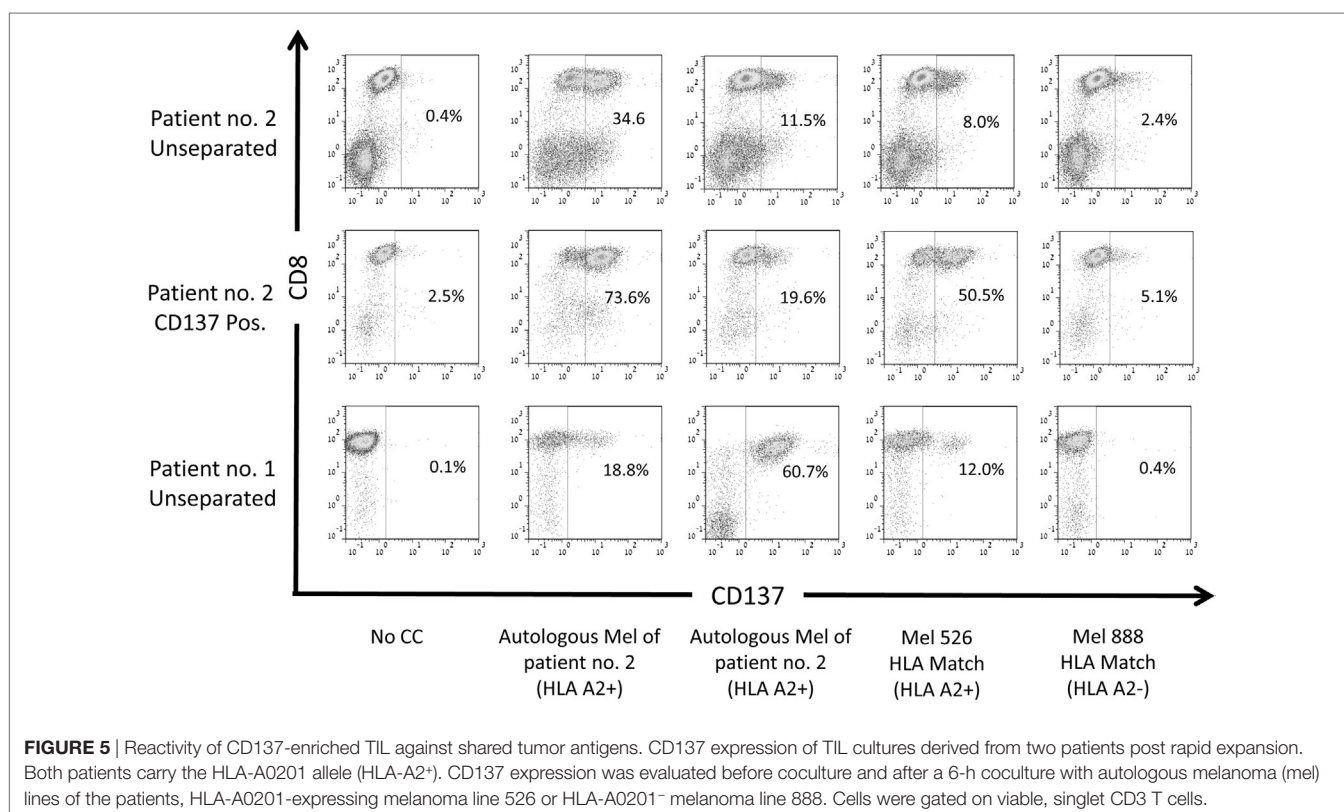 Patient no. 2
Unseparated
0.4%
34.6
11.5%
8.0%
2.4%
CD8
Patient no. 2
CD137 Pos.
2.5%
73.6%
19.6%
50.5%
5.1%
Patient no. 1
Unseparated
0.1%
18.8%
60.7%
12.0%
0.4%
CD137
No CC
Autologous Mel of
patient no. 2
(HLA A2+)
Autologous Mel of
patient no. 2
(HLA A2+)
Mel 526
HLA Match
(HLA A2+)
Mel 888
HLA Match
(HLA A2-)
FIGURE 5 | Reactivity of CD137-enriched TIL against shared tumor antigens. CD137 expression of TIL cultures derived from two patients post rapid expansion.
Both patients carry the HLA-A0201 allele (HLA-A2⁺). CD137 expression was evaluated before coculture and after a 6-h coculture with autologous melanoma (mel)
lines of the patients, HLA-A0201-expressing melanoma line 526 or HLA-A0201⁻ melanoma line 888. Cells were gated on viable, singlet CD3 T cells.